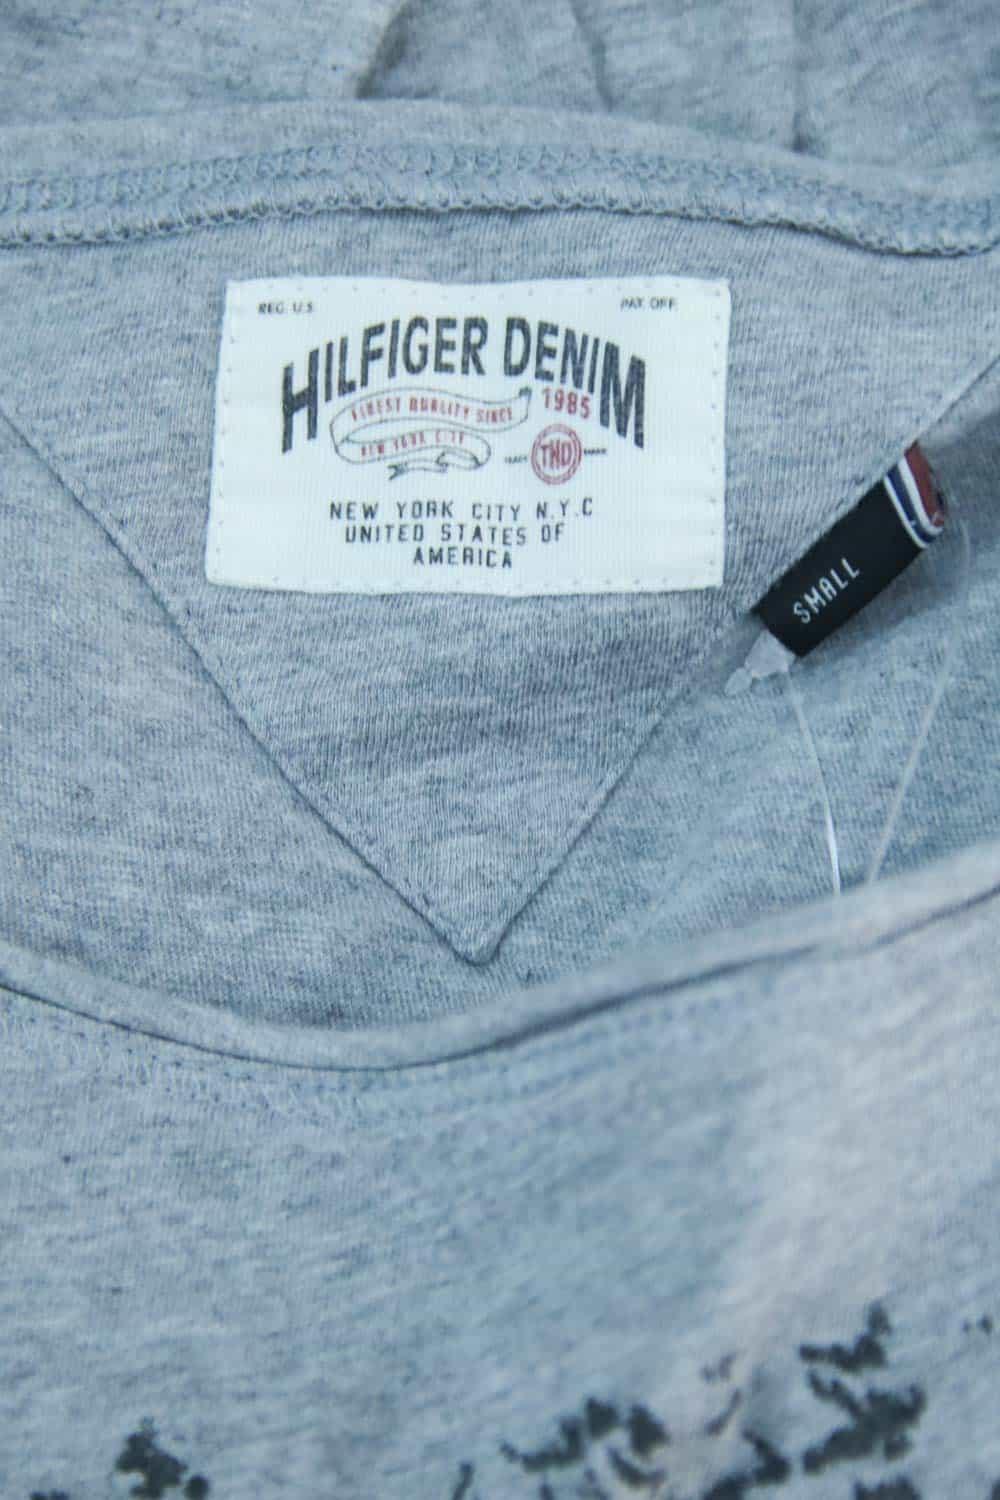 REG. U.S. PAT. OFF.
HILFIGER DENIM
FINEST QUALITY SINCE 1985
NEW YORK CITY
THD
NEW YORK CITY N.Y.C
UNITED STATES OF
AMERICA
SMALL